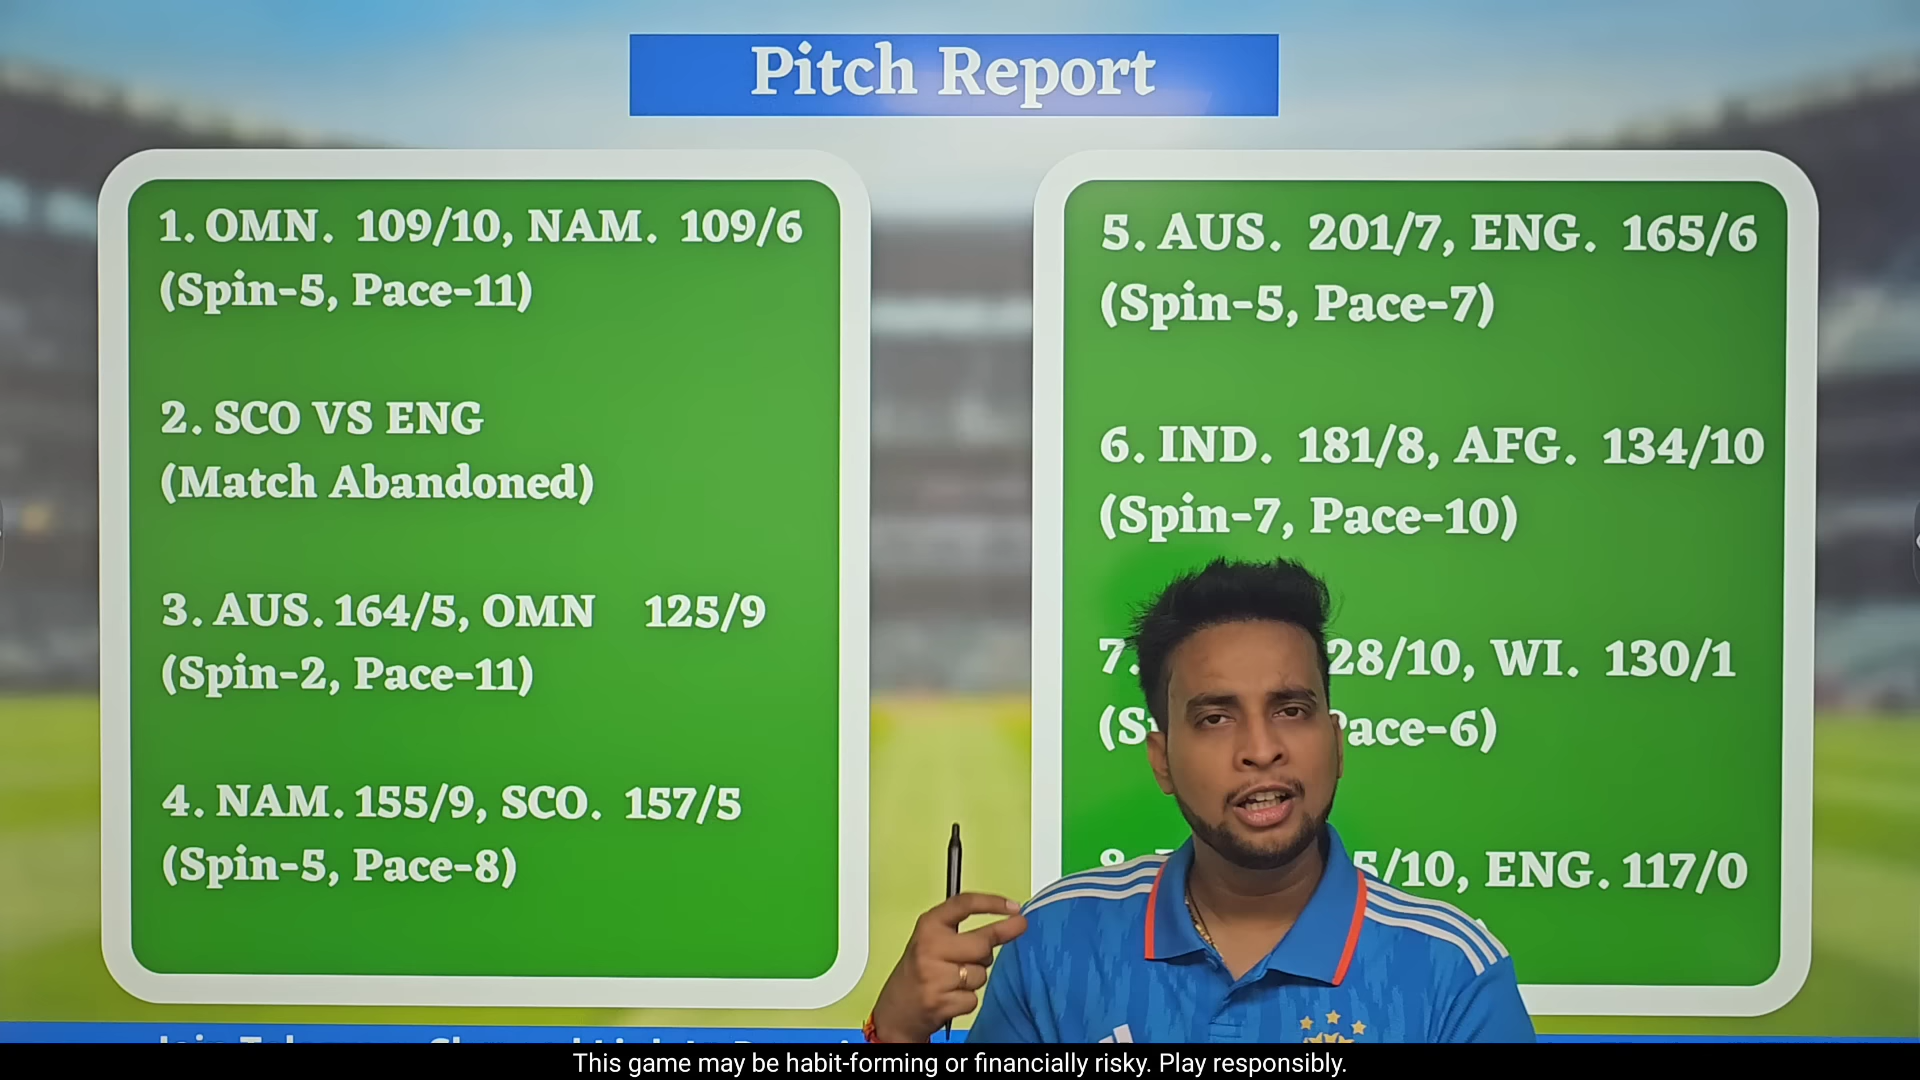 Pitch Report
1. OMN. 109/10, NAM. 109/6
(Spin-5, Pace-11)
2. SCO VS ENG
(Match Abandoned)
3. AUS. 164/5, OMN 125/9
(Spin-2, Pace-11)
4. NAM. 155/9, SCO. 157/5
(Spin-5, Pace-8)
5. AUS. 201/7, ENG. 165/6
(Spin-5, Pace-7)
6. IND. 181/8, AFG. 134/10
(Spin-7, Pace-10)
7. 28/10, WI. 130/1
Pace-6)
5/10, ENG. 117/0
This game may be habit-forming or financially risky. Play responsibly.